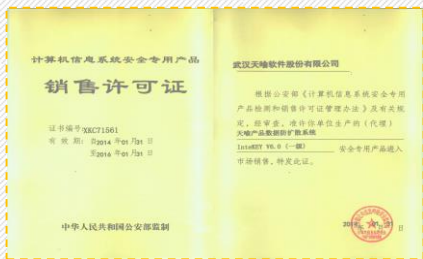 计算机信息系统安全专用产品
销售许可证
证书编号:XKC71561
有 效 期: 自2014 年01月21 日
至2016 年01月21 日
中华人民共和国公安部监制
武汉天喻软件股份有限公司
根据公安部《计算机信息系统安全专用
产品检测和销售许可证管理办法》及有关规
定, 经审查, 准许你单位生产的(代理)
天喻产品数据防扩散系统
InteKEY V6.0 (一级) 安全专用产品进入
市场销售, 特发此证。